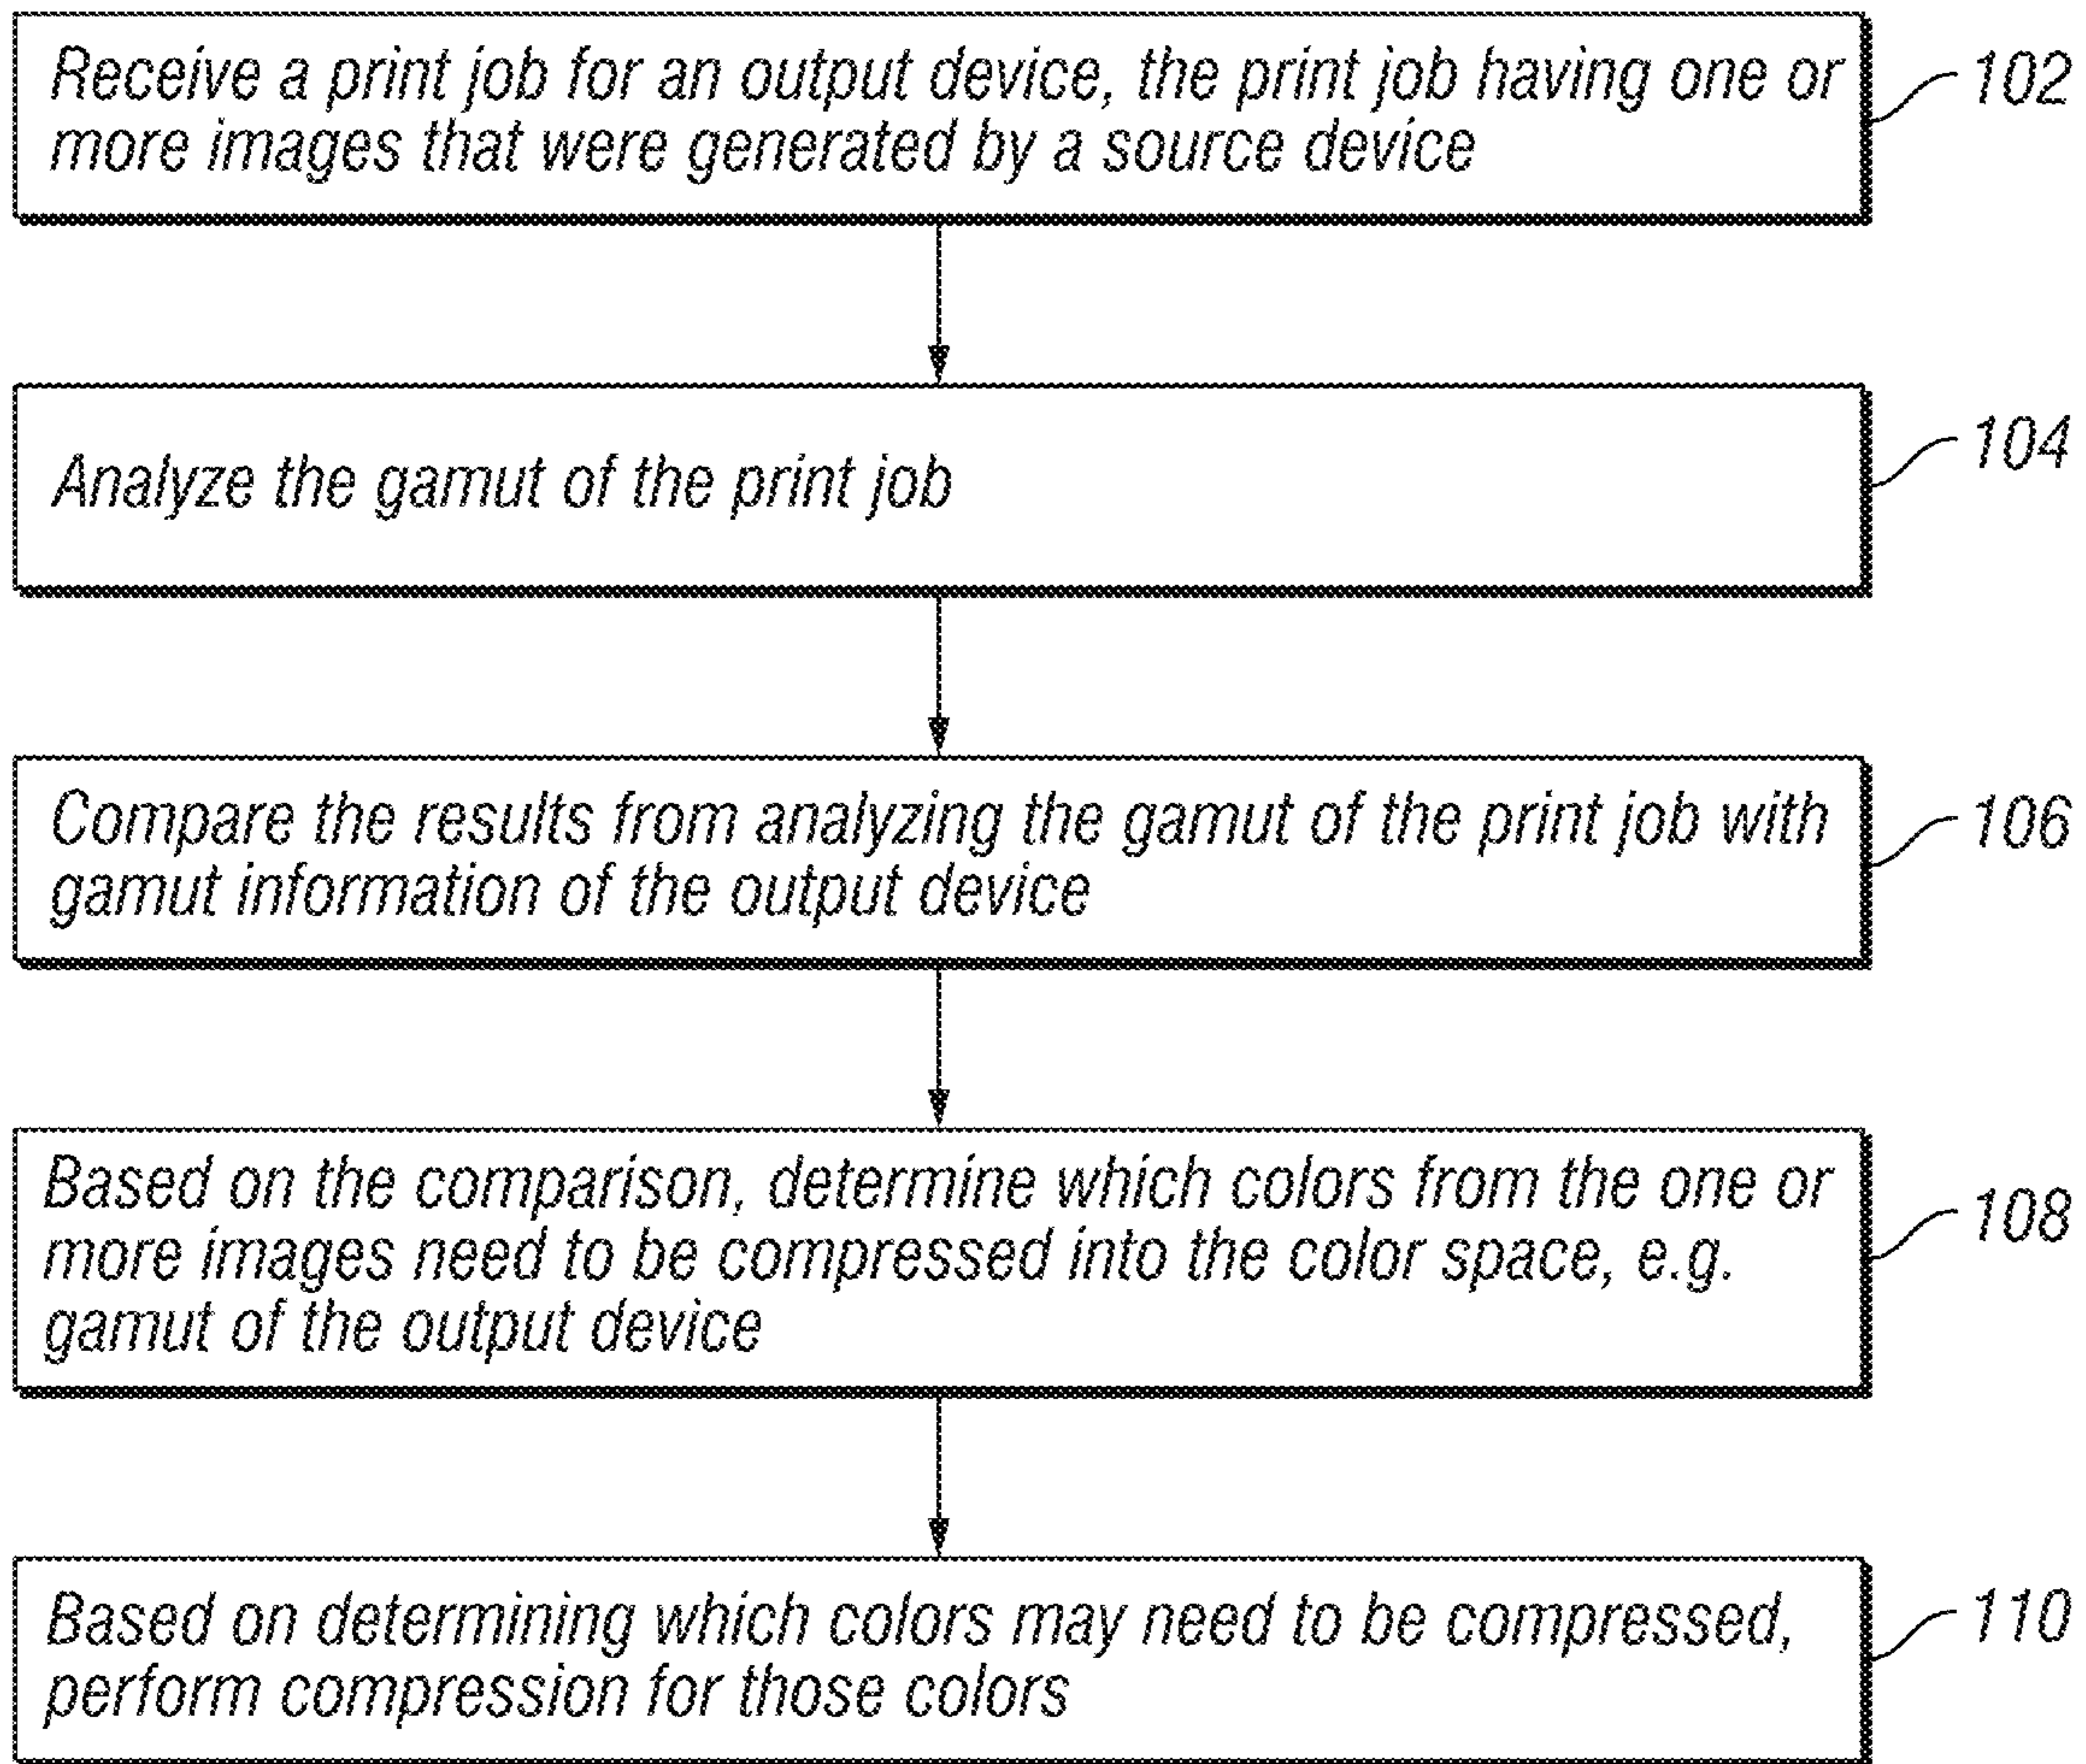 Receive a print job for an output device, the print job having one or
more images that were generated by a source device
102
Analyze the gamut of the print job
104
Compare the results from analyzing the gamut of the print job with
gamut information of the output device
106
Based on the comparison, determine which colors from the one or
more images need to be compressed into the color space, e.g.
gamut of the output device
108
Based on determining which colors may need to be compressed,
perform compression for those colors
110